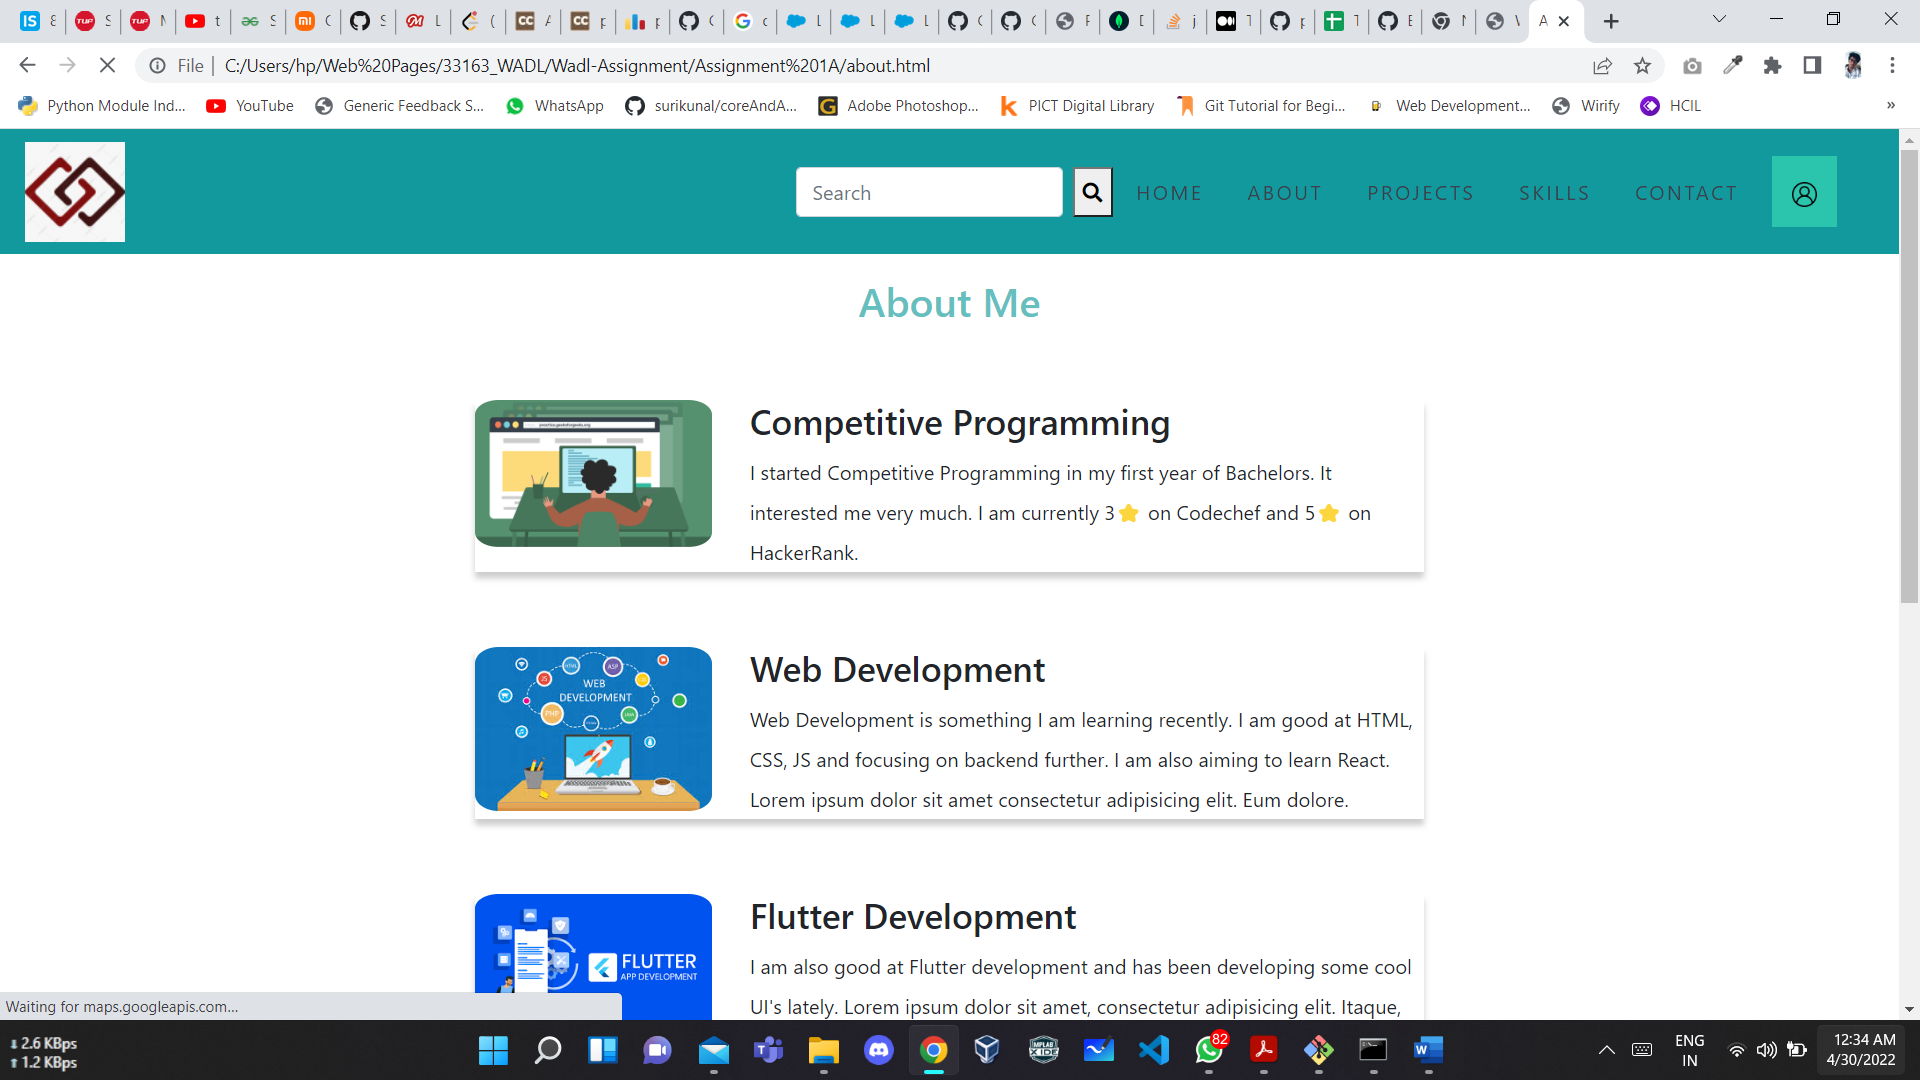 File
C:/Users/hp/Web%20Pages/33163_WADL/Wadl-Assignment/Assignment%201A/about.html
Python Module Ind... YouTube Generic Feedback S... WhatsApp surikunal/coreAndA... Adobe Photoshop... PICT Digital Library Git Tutorial for Begi... Web Development... Wirify HCIL »
Search HOME ABOUT PROJECTS SKILLS CONTACT
About Me
Competitive Programming
I started Competitive Programming in my first year of Bachelors. It
interested me very much. I am currently 3⭐ on Codechef and 5⭐ on
HackerRank.
WEB
DEVELOPMENT
Web Development
Web Development is something I am learning recently. I am good at HTML,
CSS, JS and focusing on backend further. I am also aiming to learn React.
Lorem ipsum dolor sit amet consectetur adipisicing elit. Eum dolore.
FLUTTER
APP DEVELOPMENT
Flutter Development
I am also good at Flutter development and has been developing some cool
UI's lately. Lorem ipsum dolor sit amet, consectetur adipisicing elit. Itaque,
Waiting for maps.googleapis.com...
2.6 KBps
1.2 KBps
82
ENG
IN
12:34 AM
4/30/2022